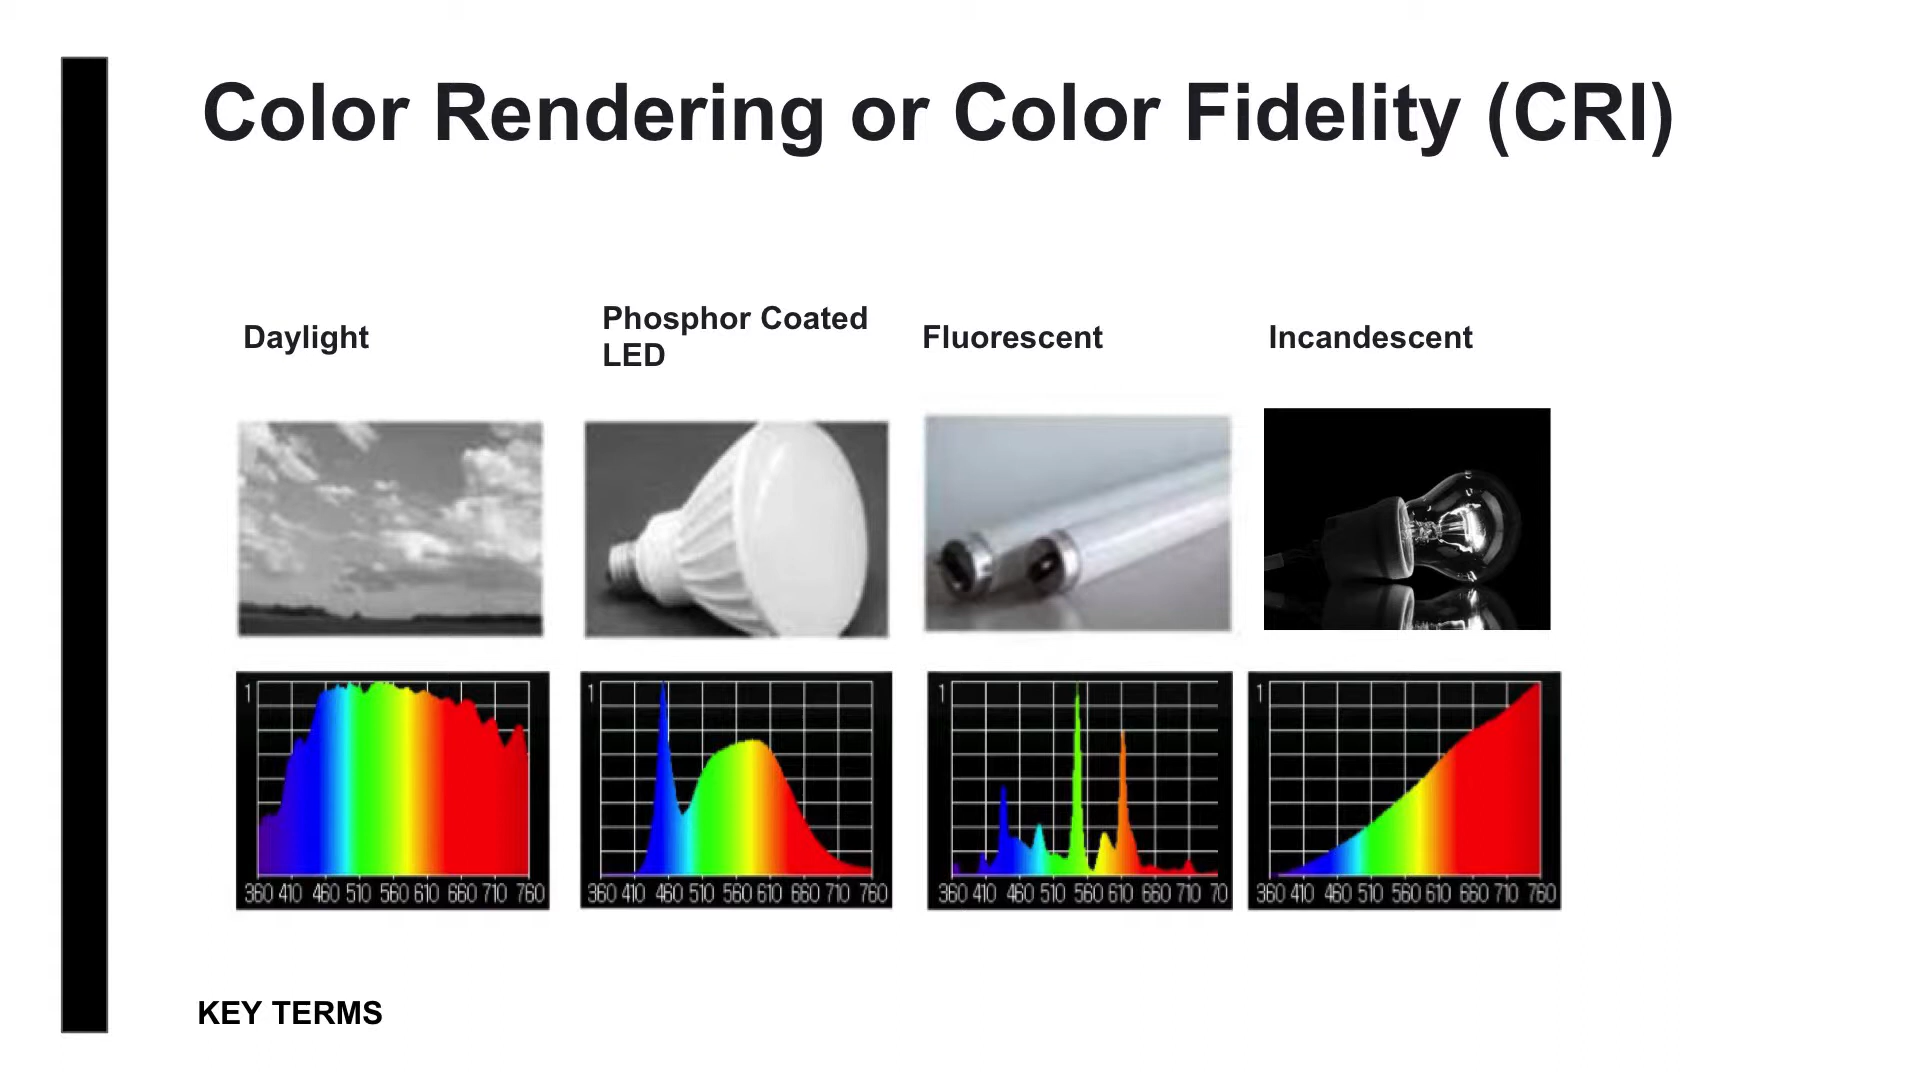 Color Rendering or Color Fidelity (CRI)
Daylight
Phosphor Coated
LED
Fluorescent
Incandescent
1
360 410 460 510 560 610 660 710 760
1
360 410 460 510 560 610 660 710 760
1
360 410 460 510 560 610 660 710 70
1
360 410 460 510 560 610 660 710 760
KEY TERMS